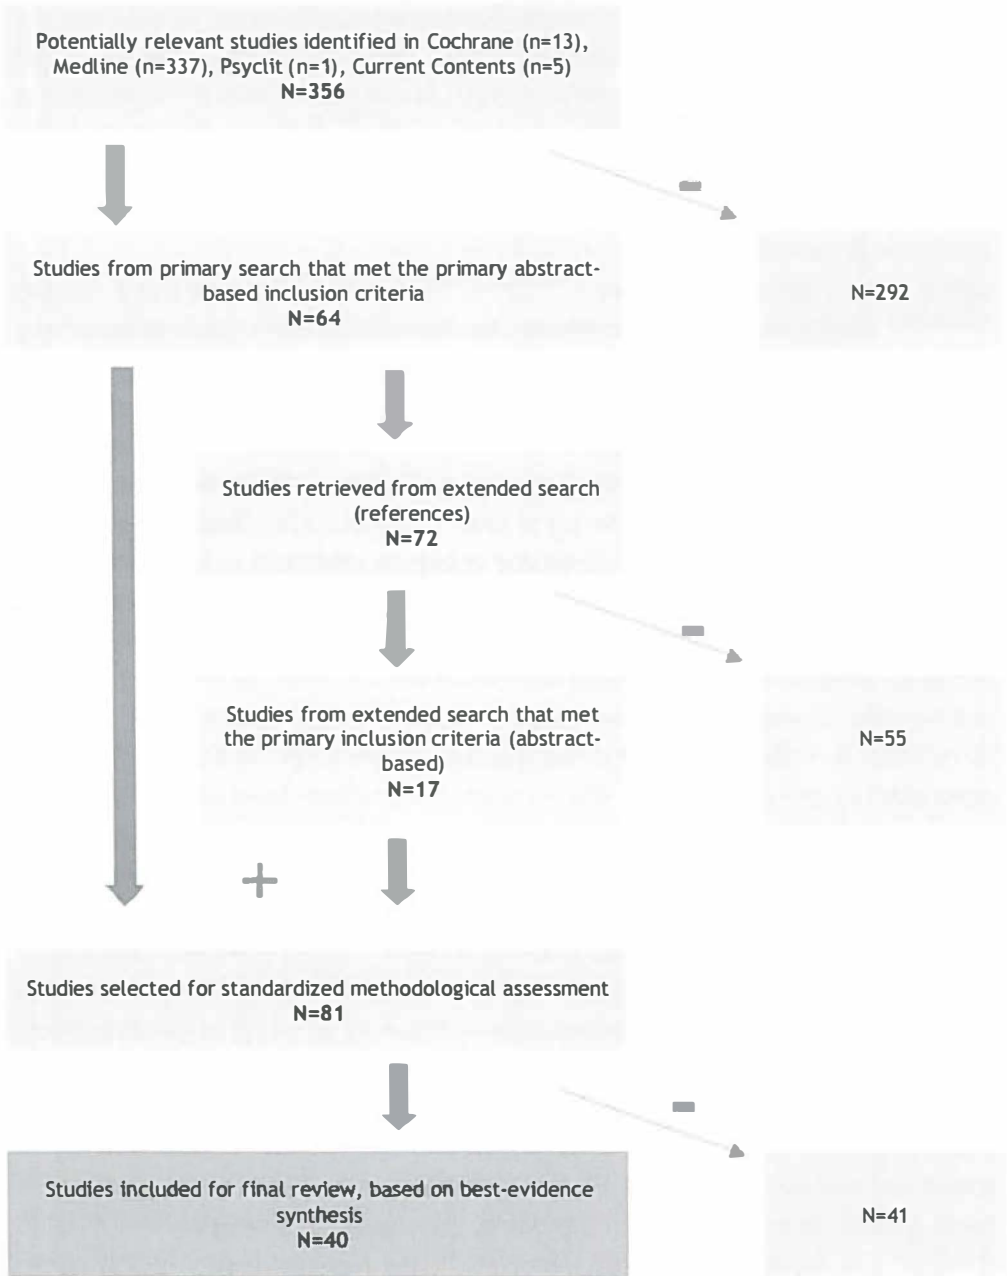 Potentially relevant studies identified in Cochrane (n=13),
Medline (n=337), Psyclit (n=1), Current Contents (n=5)
N=356
Studies from primary search that met the primary abstract-
based inclusion criteria
N=64
N=292
Studies retrieved from extended search
(references)
N=72
Studies from extended search that met
the primary inclusion criteria (abstract-
based)
N=17
N=55
+
Studies selected for standardized methodological assessment
N=81
Studies included for final review, based on best-evidence
synthesis
N=40
N=41